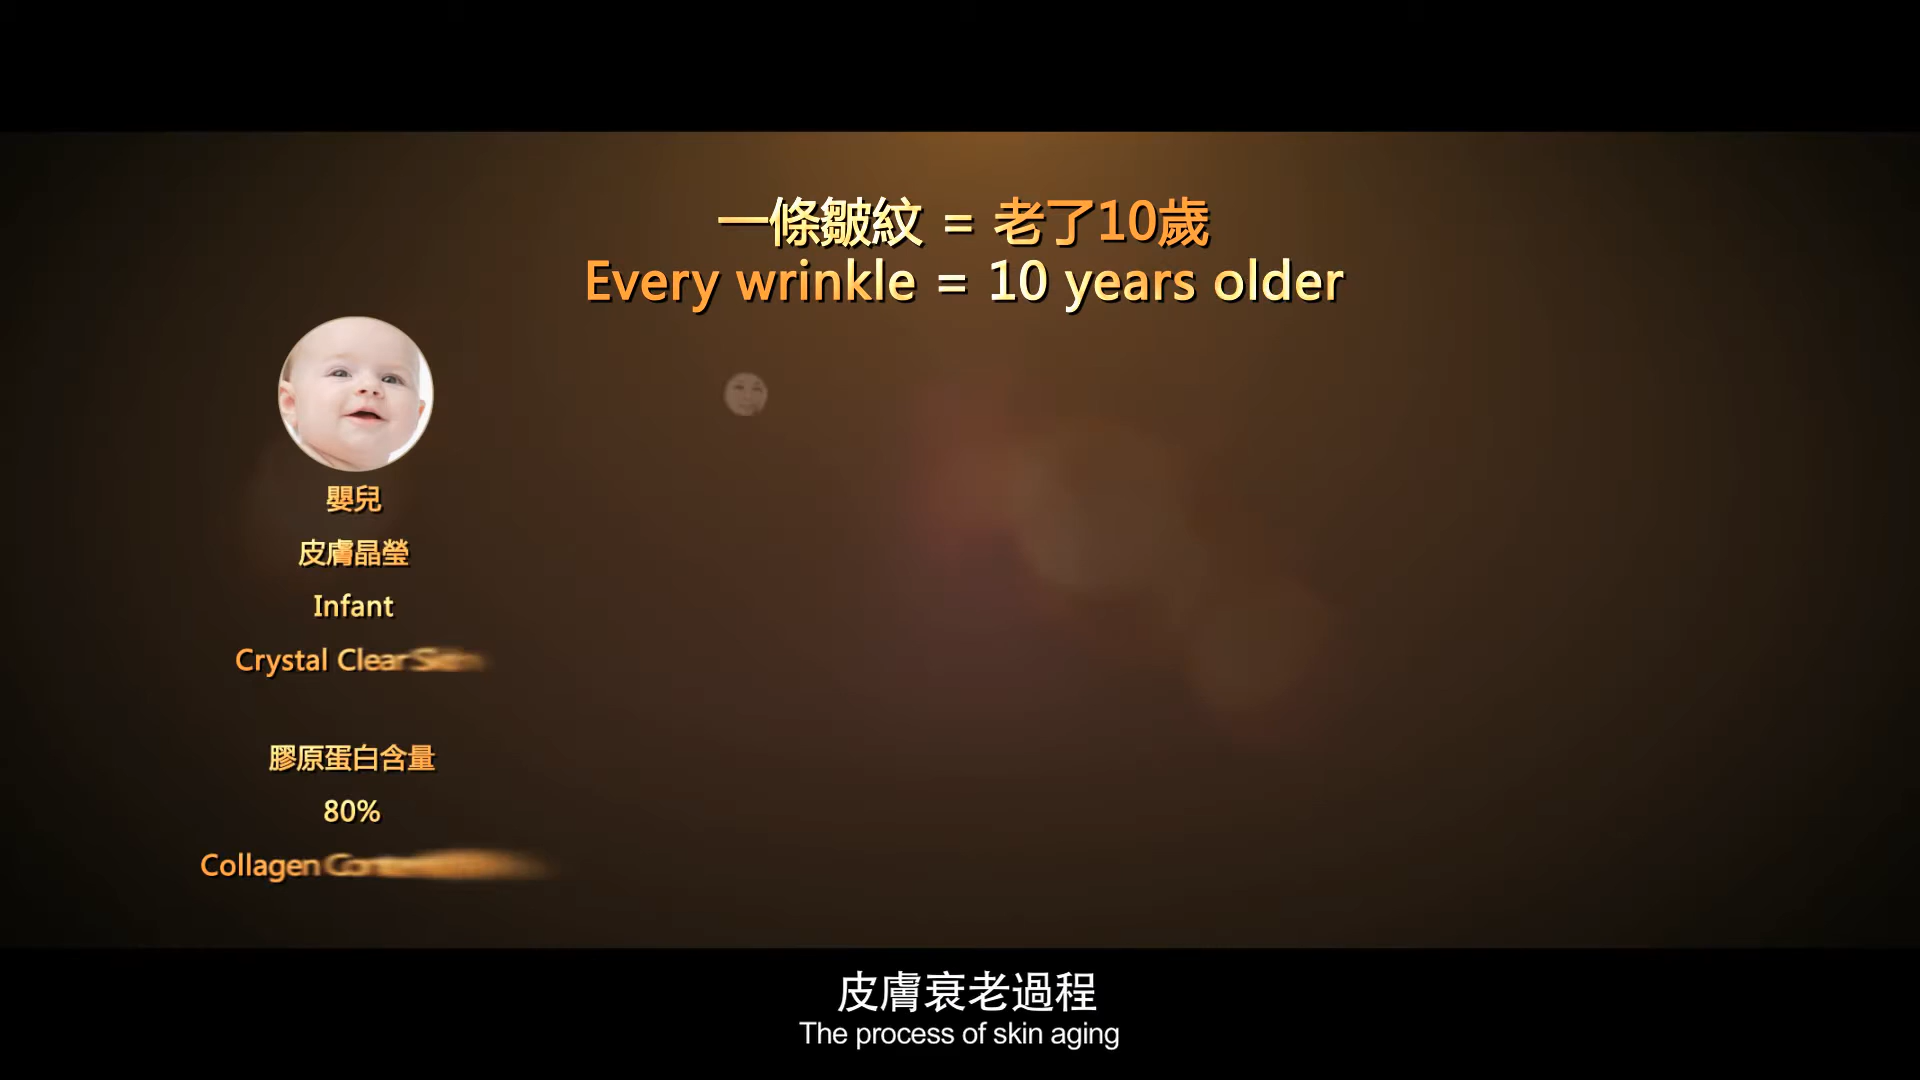 一條皺紋 = 老了10歲
Every wrinkle = 10 years older
嬰兒
皮膚晶瑩
Infant
Crystal Clear Skin
膠原蛋白含量
80%
Collagen
皮膚衰老過程
The process of skin aging